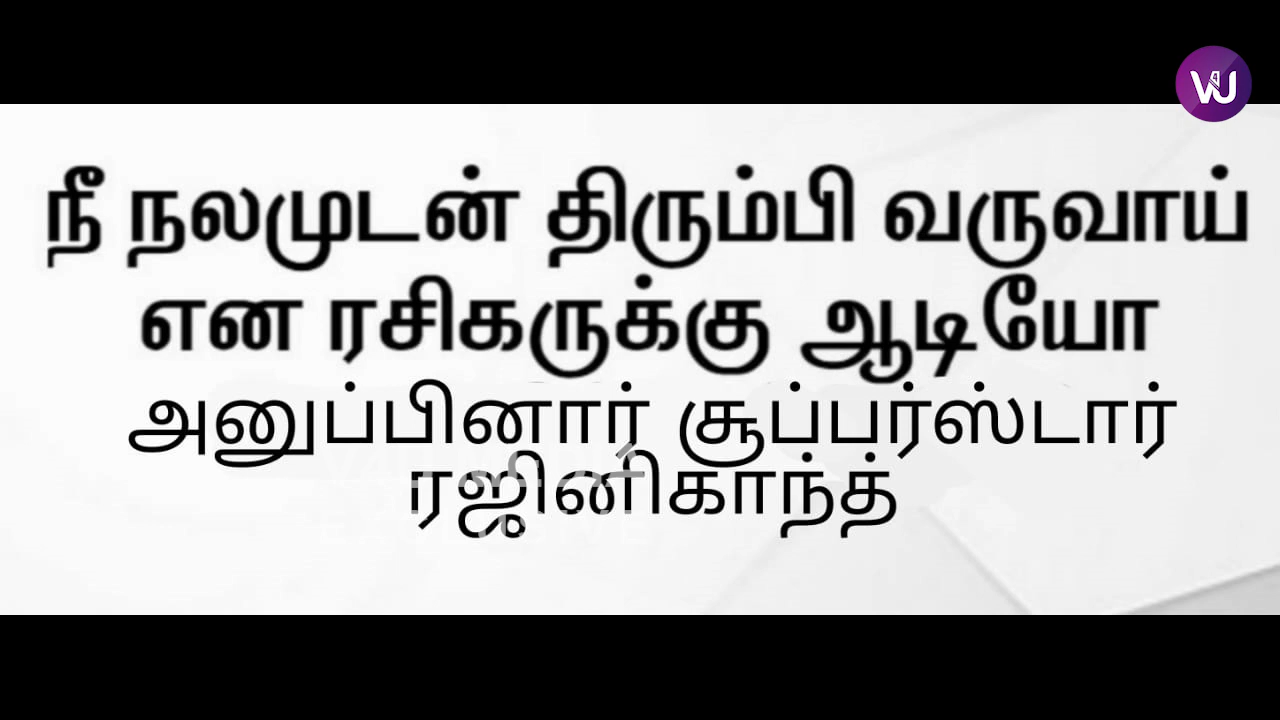 நீ நலமுடன் திரும்பி வருவாய்
என ரசிகருக்கு ஆடியோ
அனுப்பினார் சூப்பர்ஸ்டார்
ரஜினிகாந்த்